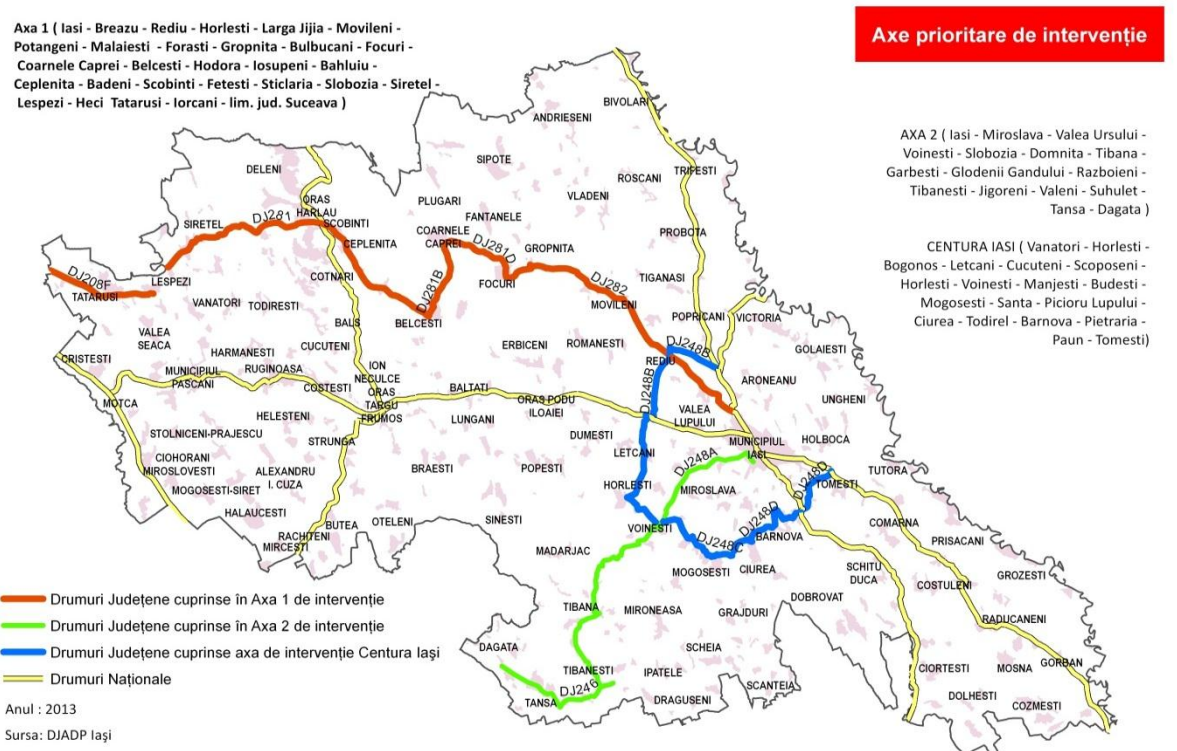 Axa 1 ( Iasi - Breazu - Rediu - Horlesti - Larga Jijia - Movileni -
Potangeni - Malaiesti - Forasti - Gropnita - Bulbucani - Focuri -
Coarnele Caprei - Belcesti - Hodora - Iosupeni - Bahluiu -
Ceplenita - Badeni - Scobinti - Fetesti - Sticlaria - Slobozia - Siretel -
Lespezi - Heci Tatarusi - Iorcani - lim. jud. Suceava )
Axe prioritare de intervenție
AXA 2 ( Iasi - Miroslava - Valea Ursului -
Voinesti - Slobozia - Domnita - Tibana -
Garbesti - Glodenii Gandului - Razboieni -
Tibanesti - Jigoreni - Valeni - Suhulet -
Tansa - Dagata )
CENTURA IASI ( Vanatori - Horlesti -
Bogonos - Letcani - Cucuteni - Scoposeni -
Horlesti - Voinesti - Manjesti - Budesti -
Mogosesti - Santa - Picioru Lupului -
Ciurea - Todirel - Barnova - Pietraria -
Paun - Tomesti)
BIVOLARI
ANDRIESENI
DELENI
SIPOTE
TRIFESTI
ROSCANI
ORAS
HARLAU
PLUGARI
VLADENI
SIRETEL
DJ281
SCOBINTI
FANTANELE
COARNELE
CAPREI
PROBOTA
CEPLENITA
DJ281D
GROPNITA
DJ208F
TATARUSI
LESPEZI
COTNARI
DJ281B
FOCURI
DJ282
TIGANASI
VANATORI
TODIRESTI
MOVILENI
BALS
BELCESTI
POPRICANI
VICTORIA
VALEA
SEACA
CUCUTENI
ERBICENI
ROMANESTI
DJ248B
GOLAIESTI
CRISTESTI
HARMANESTI
REDIU
MUNICIPIUL
PASCANI
RUGINOASA
ION
NECULCE
DJ248B
ARONEANU
COSTESTI
ORAS
TARGU
FRUMOS
BALTATI
ORAS PODU
ILOAIEI
UNGHENI
MOTCA
VALEA
LUPULUI
HELESTENI
LUNGANI
STOLNICENI-PRAJESCU
STRUNGA
DUMESTI
MUNICIPIUL
IASI
HOLBOCA
CIOHORANI
MIROSLOVESTI
LETCANI
DJ248A
ALEXANDRU
I. CUZA
BRAESTI
POPESTI
DJ248D
TUTORA
MOGOSESTI-SIRET
HORLESTI
MIROSLAVA
TOMESTI
HALAUCESTI
BUTEA
OTELENI
SINESTI
VOINESTI
DJ248D
COMARNA
RACHITENI
MIRCESTI
MADARJAC
DJ248C
BARNOVA
PRISACANI
MOGOSESTI
CIUREA
SCHITU
DUCA
GROZESTI
DOBROVAT
COSTULENI
TIBANA
MIRONEASA
GRAJDURI
RADUCANENI
DAGATA
SCHEIA
TIBANESTI
IPATELE
CIORTESTI
MOSNA
GORBAN
DJ246
TANSA
SCANTEIA
DRAGUSENI
DOLHESTI
COZMESTI
Drumuri Județene cuprinse în Axa 1 de intervenție
Drumuri Județene cuprinse în Axa 2 de intervenție
Drumuri Județene cuprinse axa de intervenție Centura Iași
Drumuri Naționale
Anul : 2013
Sursa: DJADP Iași